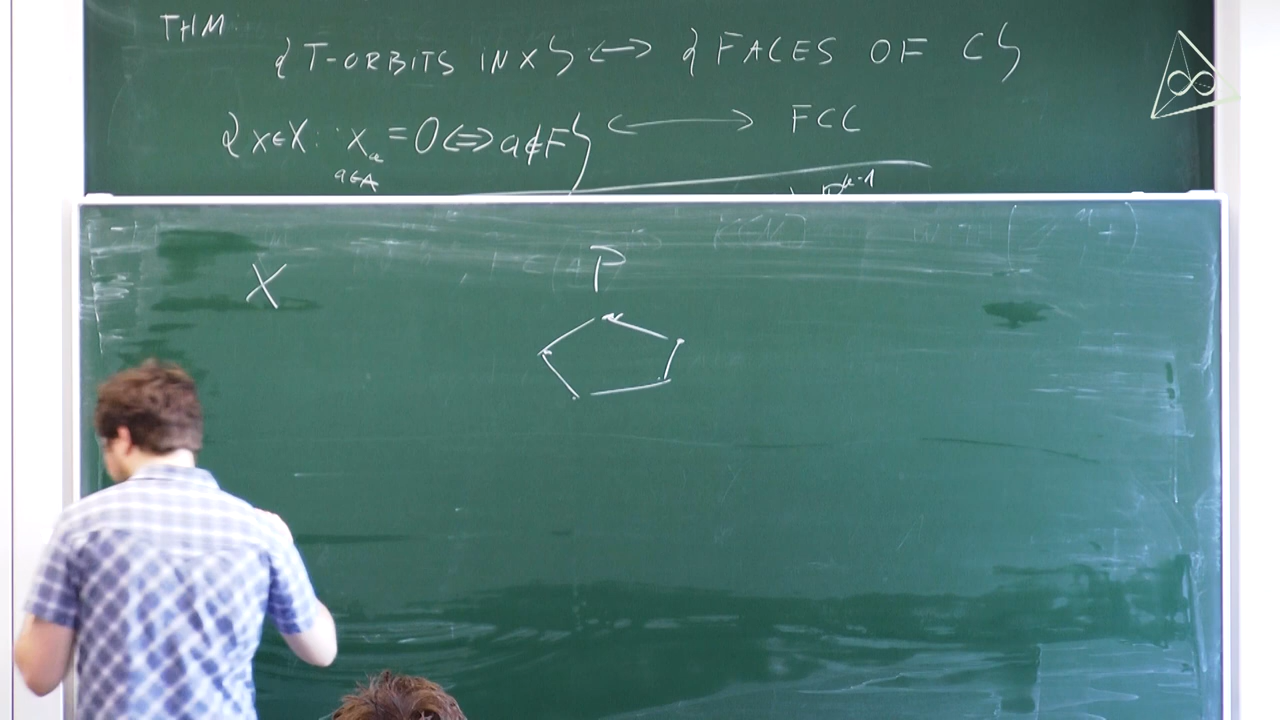 THM:
{T-ORBITS IN X} <-> {FACES OF C}
{x∈X: x_a = 0 ⟺ a∉F} ⟷ F⊂C
a∈A
X P